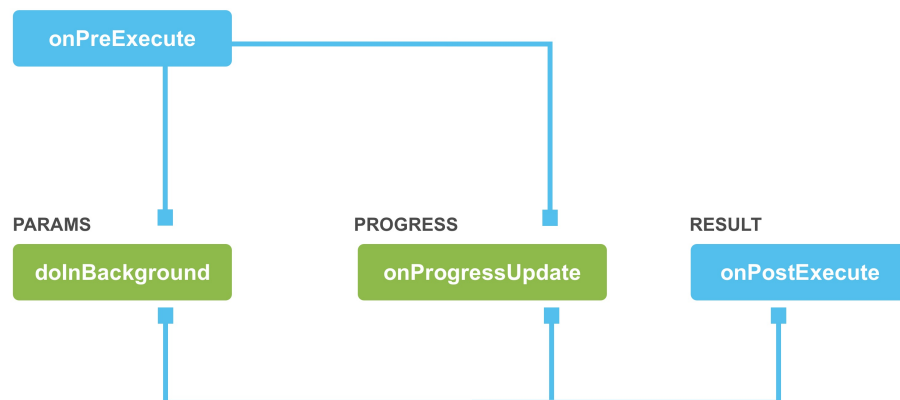 onPreExecute
PARAMS
PROGRESS
RESULT
doInBackground
onProgressUpdate
onPostExecute